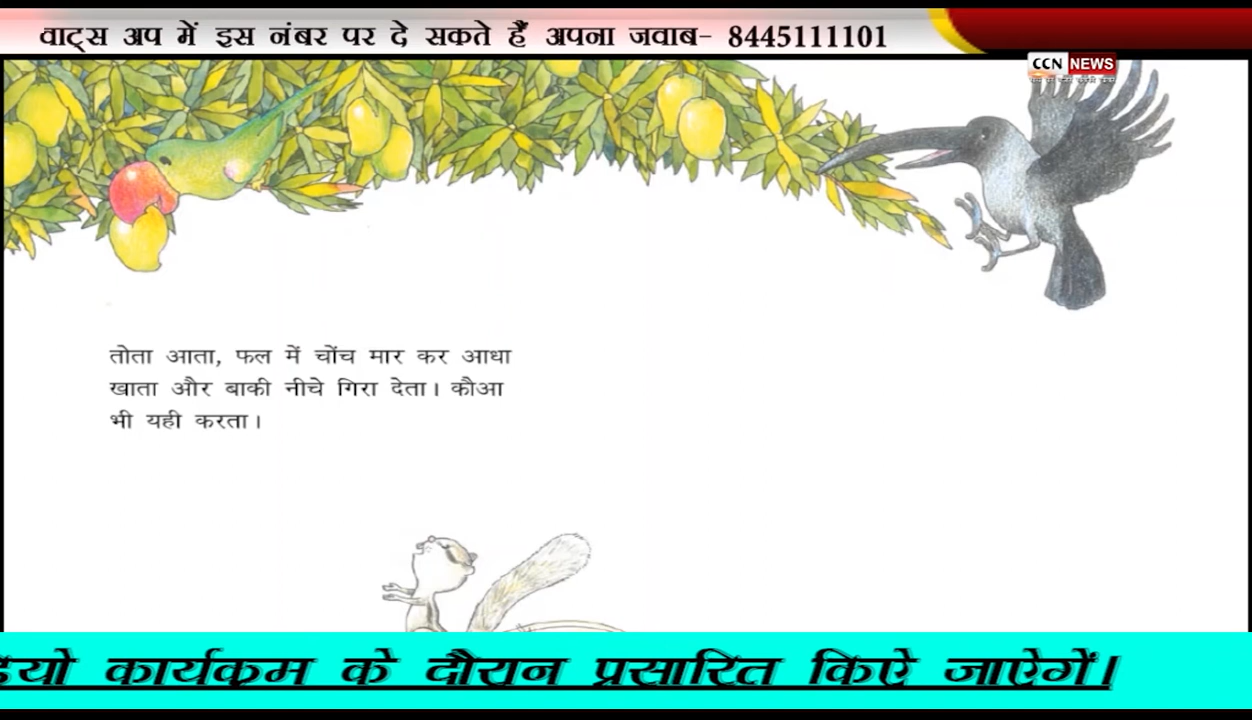 वाट्स अप में इस नंबर पर दे सकते हैं अपना जवाब- 8445111101
CCN NEWS
तोता आता, फल में चोंच मार कर आधा
खाता और बाकी नीचे गिरा देता। कौआ
भी यही करता।
कार्यक्रम के दौरान प्रसारित किऐ जाऐगें।